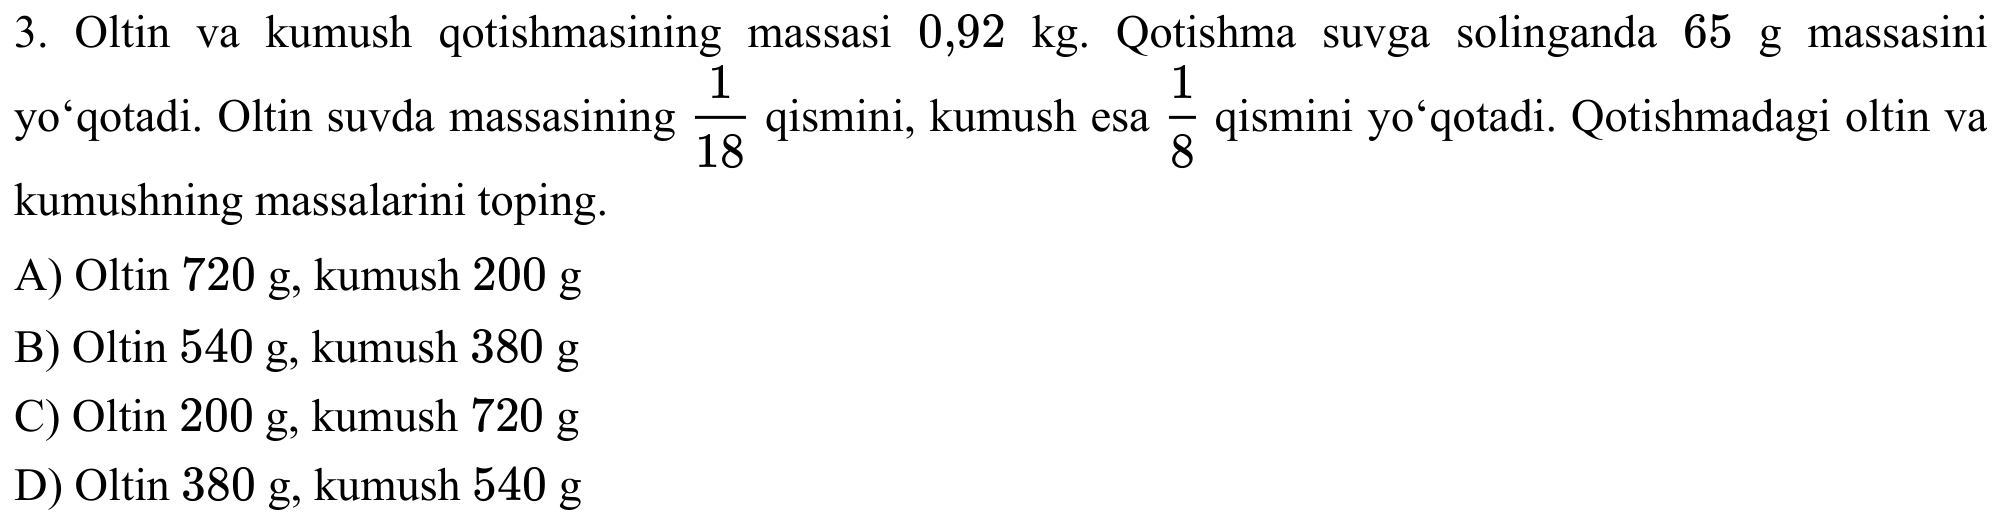 3. Oltin va kumush qotishmasining massasi 0,92 kg. Qotishma suvga solinganda 65 g massasini
yo‘qotadi. Oltin suvda massasining 1/18 qismini, kumush esa 1/8 qismini yo‘qotadi. Qotishmadagi oltin va
kumushning massalarini toping.
A) Oltin 720 g, kumush 200 g
B) Oltin 540 g, kumush 380 g
C) Oltin 200 g, kumush 720 g
D) Oltin 380 g, kumush 540 g